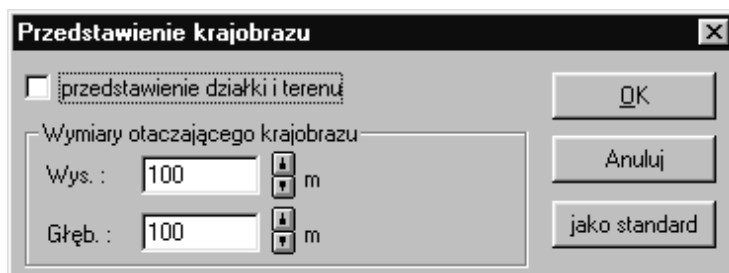 Przedstawienie krajobrazu
przedstawienie działki i terenu
OK
Wymiary otaczającego krajobrazu
Wys. : 100 m
Anuluj
Głęb. : 100 m
jako standard